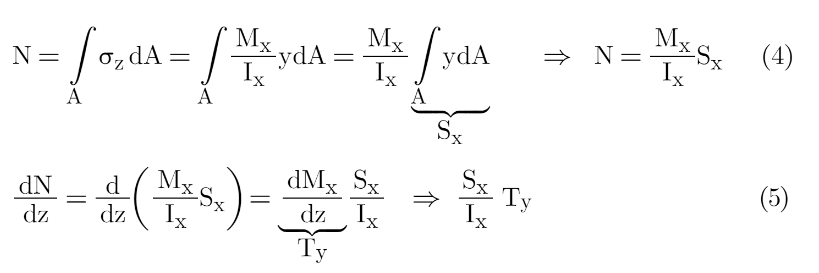 N = ∫_A σ_z dA = ∫_A (M_x / I_x) y dA = (M_x / I_x) ∫_A y dA ⇒ N = (M_x / I_x) S_x (4)
S_x
dN/dz = d/dz (M_x / I_x S_x) = dM_x/dz S_x/I_x ⇒ S_x/I_x T_y (5)
T_y